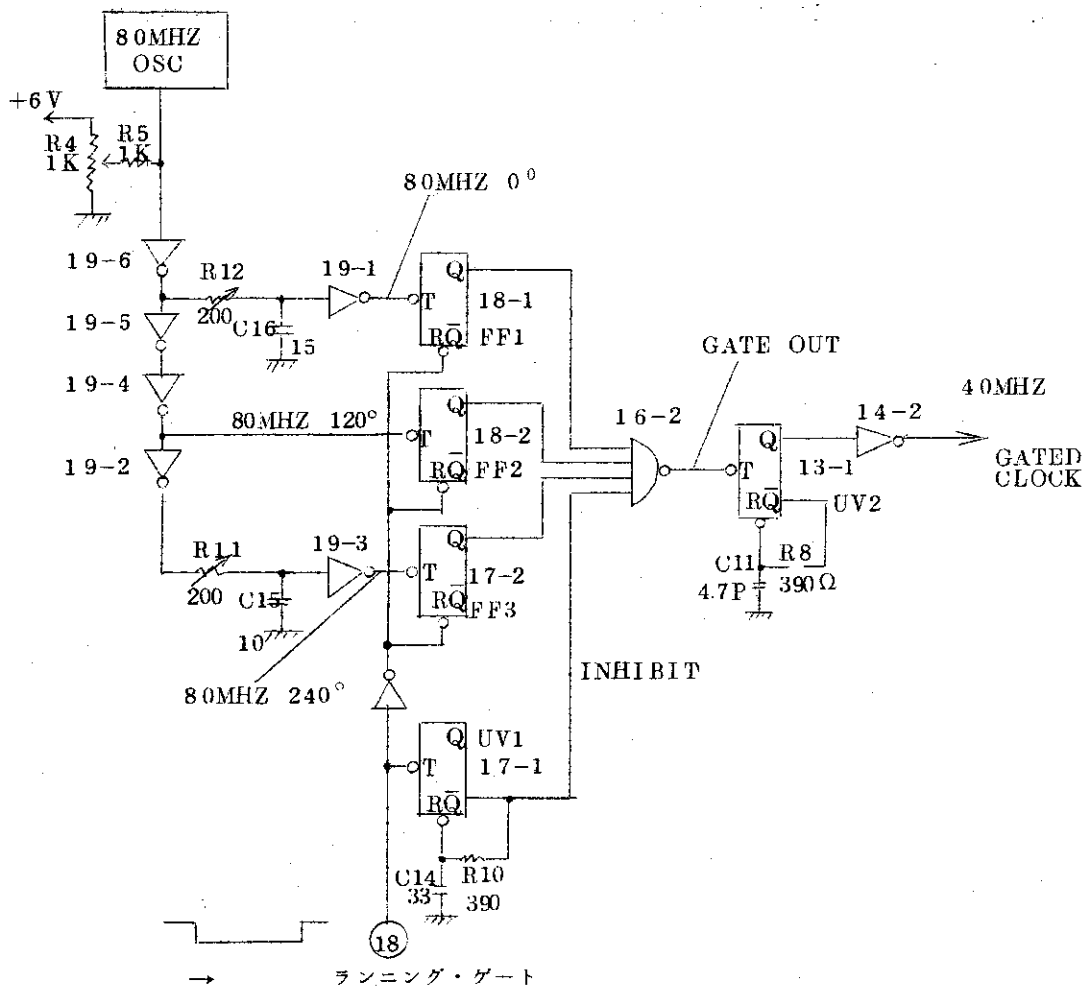 80MHZ
OSC
+6V
R4
1K
R5
1K
80MHZ 0°
19-6
R12
200
19-1
Q
T
RQ̅
18-1
FF1
C16
15
19-5
GATE OUT
19-4
80MHZ 120°
Q
T
RQ̅
18-2
FF2
16-2
40MHZ
14-2
GATED
CLOCK
19-2
Q
T
RQ̅
13-1
UV2
R11
200
19-3
Q
T
RQ̅
17-2
FF3
C15
10
C11
4.7P
R8
390Ω
80MHZ 240°
INHIBIT
Q
T
RQ̅
UV1
17-1
C14
33
R10
390
18
→
ランニング・ゲート